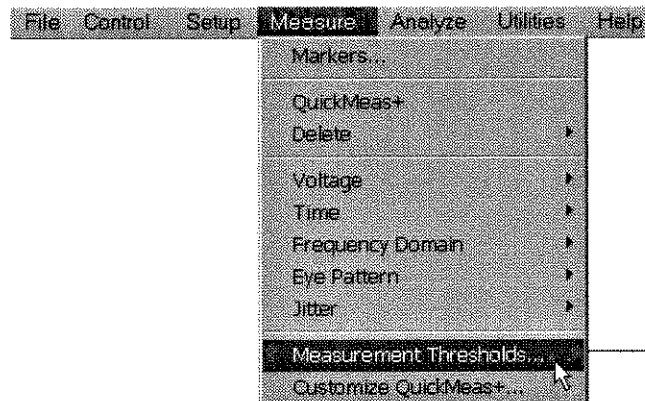 File Control Setup Measure Analyze Utilities Help
Markers...
QuickMeas+
Delete
Voltage
Time
Frequency Domain
Eye Pattern
Jitter
Measurement Thresholds...
Customize QuickMeas+...